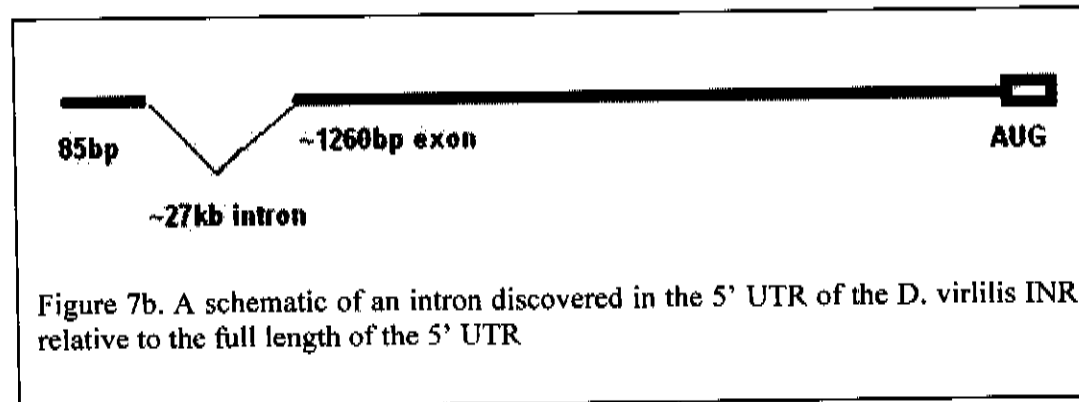 85bp
~1260bp exon
AUG
~27kb intron
Figure 7b. A schematic of an intron discovered in the 5' UTR of the D. virlilis INR
relative to the full length of the 5' UTR